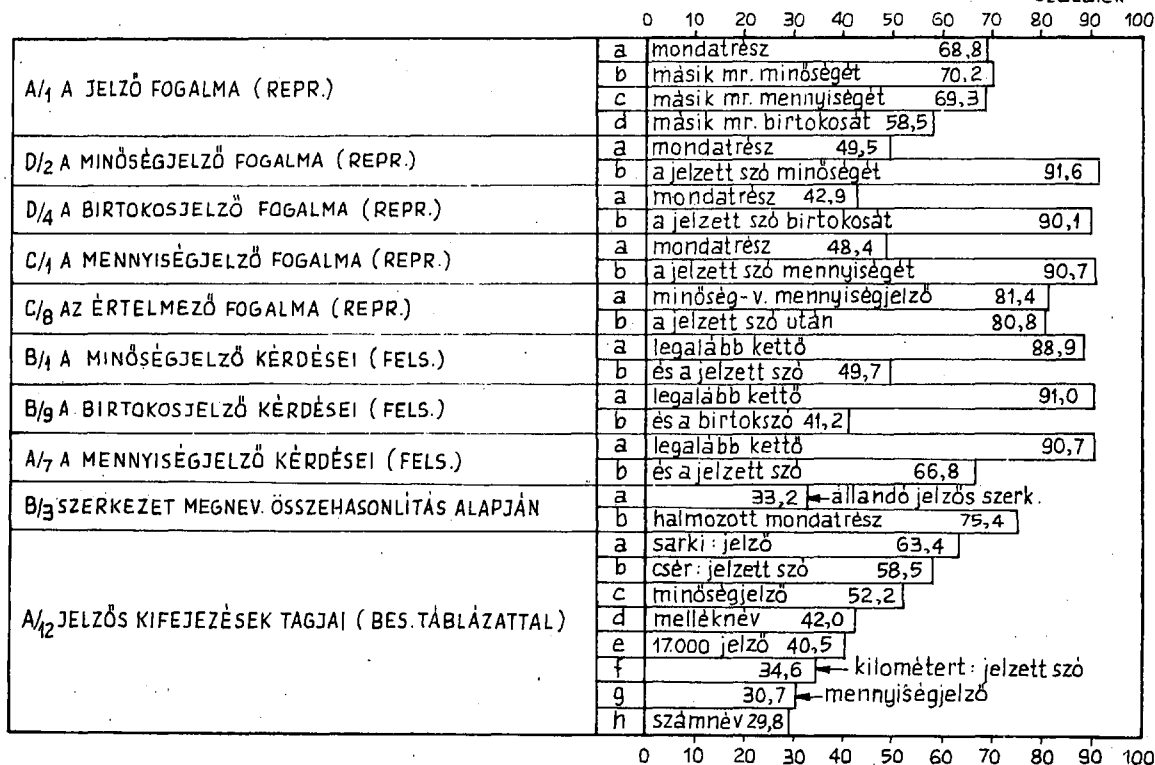 0 10 20 30 40 50 60 70 80 90 100
A/1 A JELZŐ FOGALMA (REPR.)
a mondatrész 68,8
b másik mr. minőségét 70,2
c másik mr. mennyiségét 69,3
d másik mr. birtokosát 58,5
D/2 A MINŐSÉGJELZŐ FOGALMA (REPR.)
a mondatrész 49,5
b a jelzett szó minőségét 91,6
D/4 A BIRTOKOSJELZŐ FOGALMA (REPR.)
a mondatrész 42,9
b a jelzett szó birtokosát 90,1
C/1 A MENNYISÉGJELZŐ FOGALMA (REPR.)
a mondatrész 48,4
b a jelzett szó mennyiségét 90,7
C/8 AZ ÉRTELMEZŐ FOGALMA (REPR.)
a minőség- v. mennyiségjelző 81,4
b a jelzett szó után 80,8
B/1 A MINŐSÉGJELZŐ KÉRDÉSEI (FELS.)
a legalább kettő 88,9
b és a jelzett szó 49,7
B/9 A BIRTOKOSJELZŐ KÉRDÉSEI (FELS.)
a legalább kettő 91,0
b és a birtokszó 41,2
A/7 A MENNYISÉGJELZŐ KÉRDÉSEI (FELS.)
a legalább kettő 90,7
b és a jelzett szó 66,8
B/3 SZERKEZET MEGNEV. ÖSSZEHASONLÍTÁS ALAPJÁN
a 33,2 állandó jelzős szerk.
b halmozott mondatrész 75,4
A/12 JELZŐS KIFEJEZÉSEK TAGJAI (BES. TÁBLÁZATTAL)
a sarki: jelző 63,4
b csér: jelzett szó 58,5
c minőségjelző 52,2
d melléknév 42,0
e 17.000 jelző 40,5
f 34,6 kilométert: jelzett szó
g 30,7 mennyiségjelző
h számnév 29,8
0 10 20 30 40 50 60 70 80 90 100